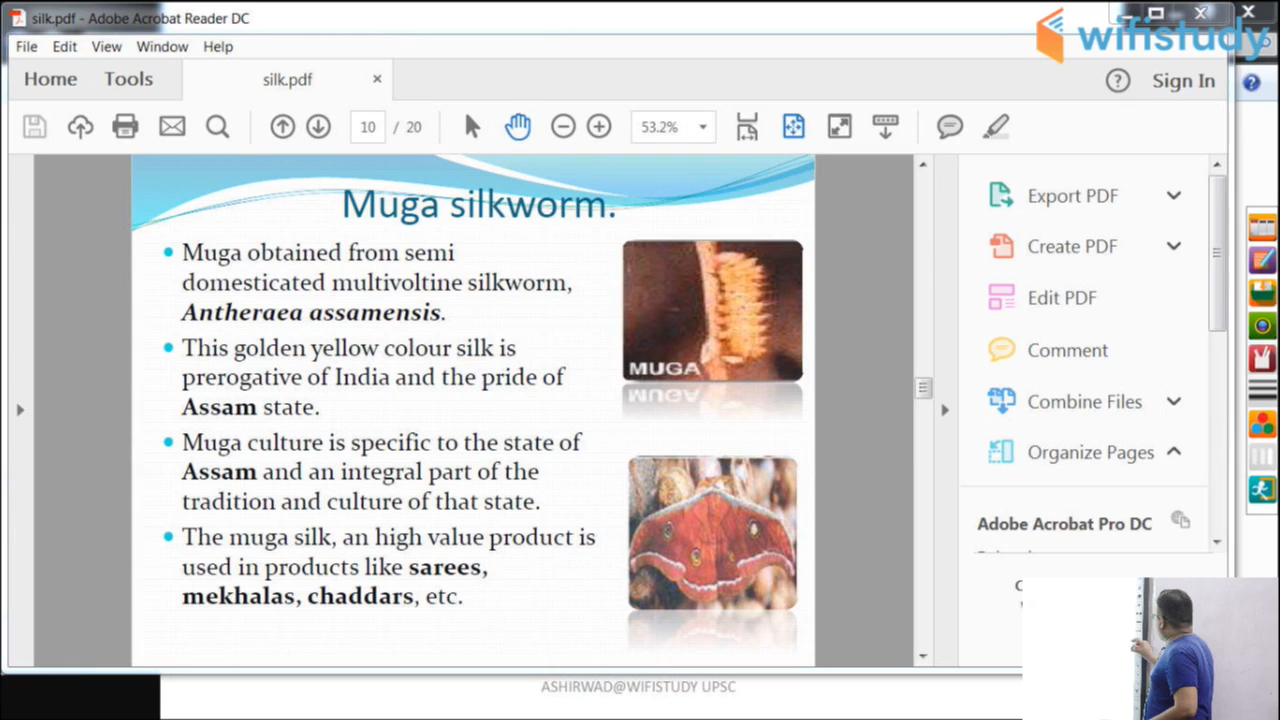 silk.pdf - Adobe Acrobat Reader DC
wifistudy
File Edit View Window Help
Home Tools silk.pdf × ? Sign In
10 / 20 53.2%
Muga silkworm.
• Muga obtained from semi
domesticated multivoltine silkworm,
Antheraea assamensis.
• This golden yellow colour silk is
prerogative of India and the pride of
Assam state.
• Muga culture is specific to the state of
Assam and an integral part of the
tradition and culture of that state.
• The muga silk, an high value product is
used in products like sarees,
mekhalas, chaddars, etc.
MUGA
Export PDF
Create PDF
Edit PDF
Comment
Combine Files
Organize Pages
Adobe Acrobat Pro DC
ASHIRWAD@WIFISTUDY UPSC